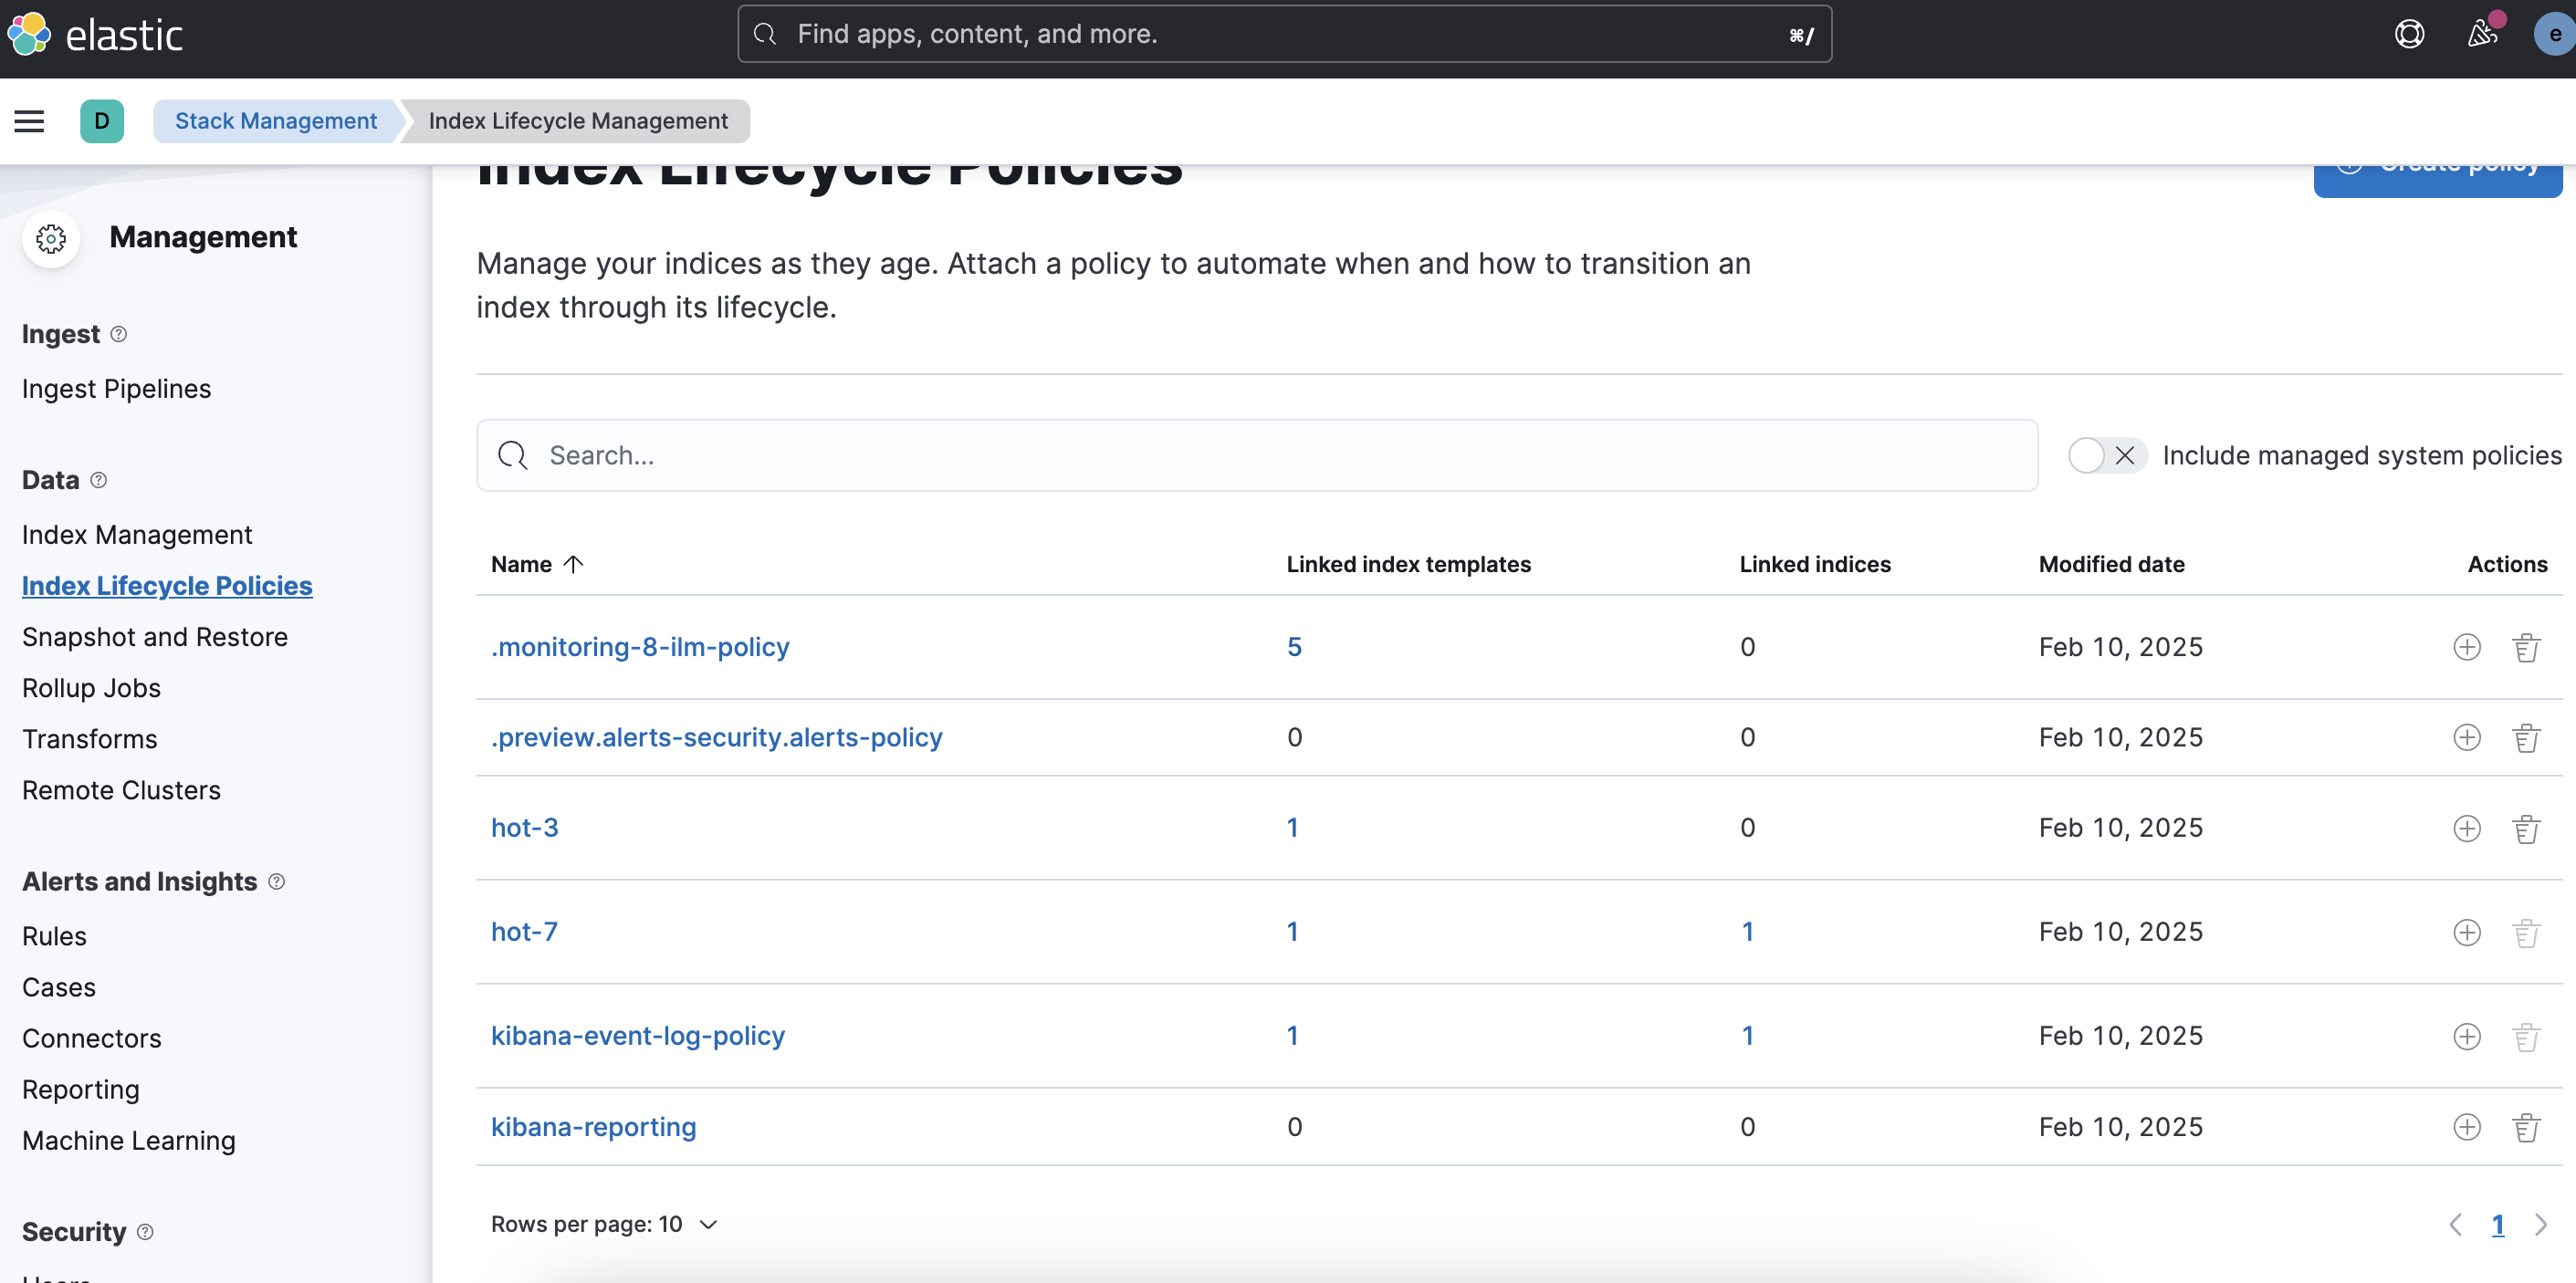 elastic
Find apps, content, and more.
⌘/
e
D
Stack Management
Index Lifecycle Management
Index Lifecycle Policies
Create policy
Management
Manage your indices as they age. Attach a policy to automate when and how to transition an
index through its lifecycle.
Ingest
Ingest Pipelines
Data
Index Management
Index Lifecycle Policies
Snapshot and Restore
Rollup Jobs
Transforms
Remote Clusters
Alerts and Insights
Rules
Cases
Connectors
Reporting
Machine Learning
Security
Users
Search...
Include managed system policies
Name Linked index templates Linked indices Modified date Actions
.monitoring-8-ilm-policy 5 0 Feb 10, 2025
.preview.alerts-security.alerts-policy 0 0 Feb 10, 2025
hot-3 1 0 Feb 10, 2025
hot-7 1 1 Feb 10, 2025
kibana-event-log-policy 1 1 Feb 10, 2025
kibana-reporting 0 0 Feb 10, 2025
Rows per page: 10
1